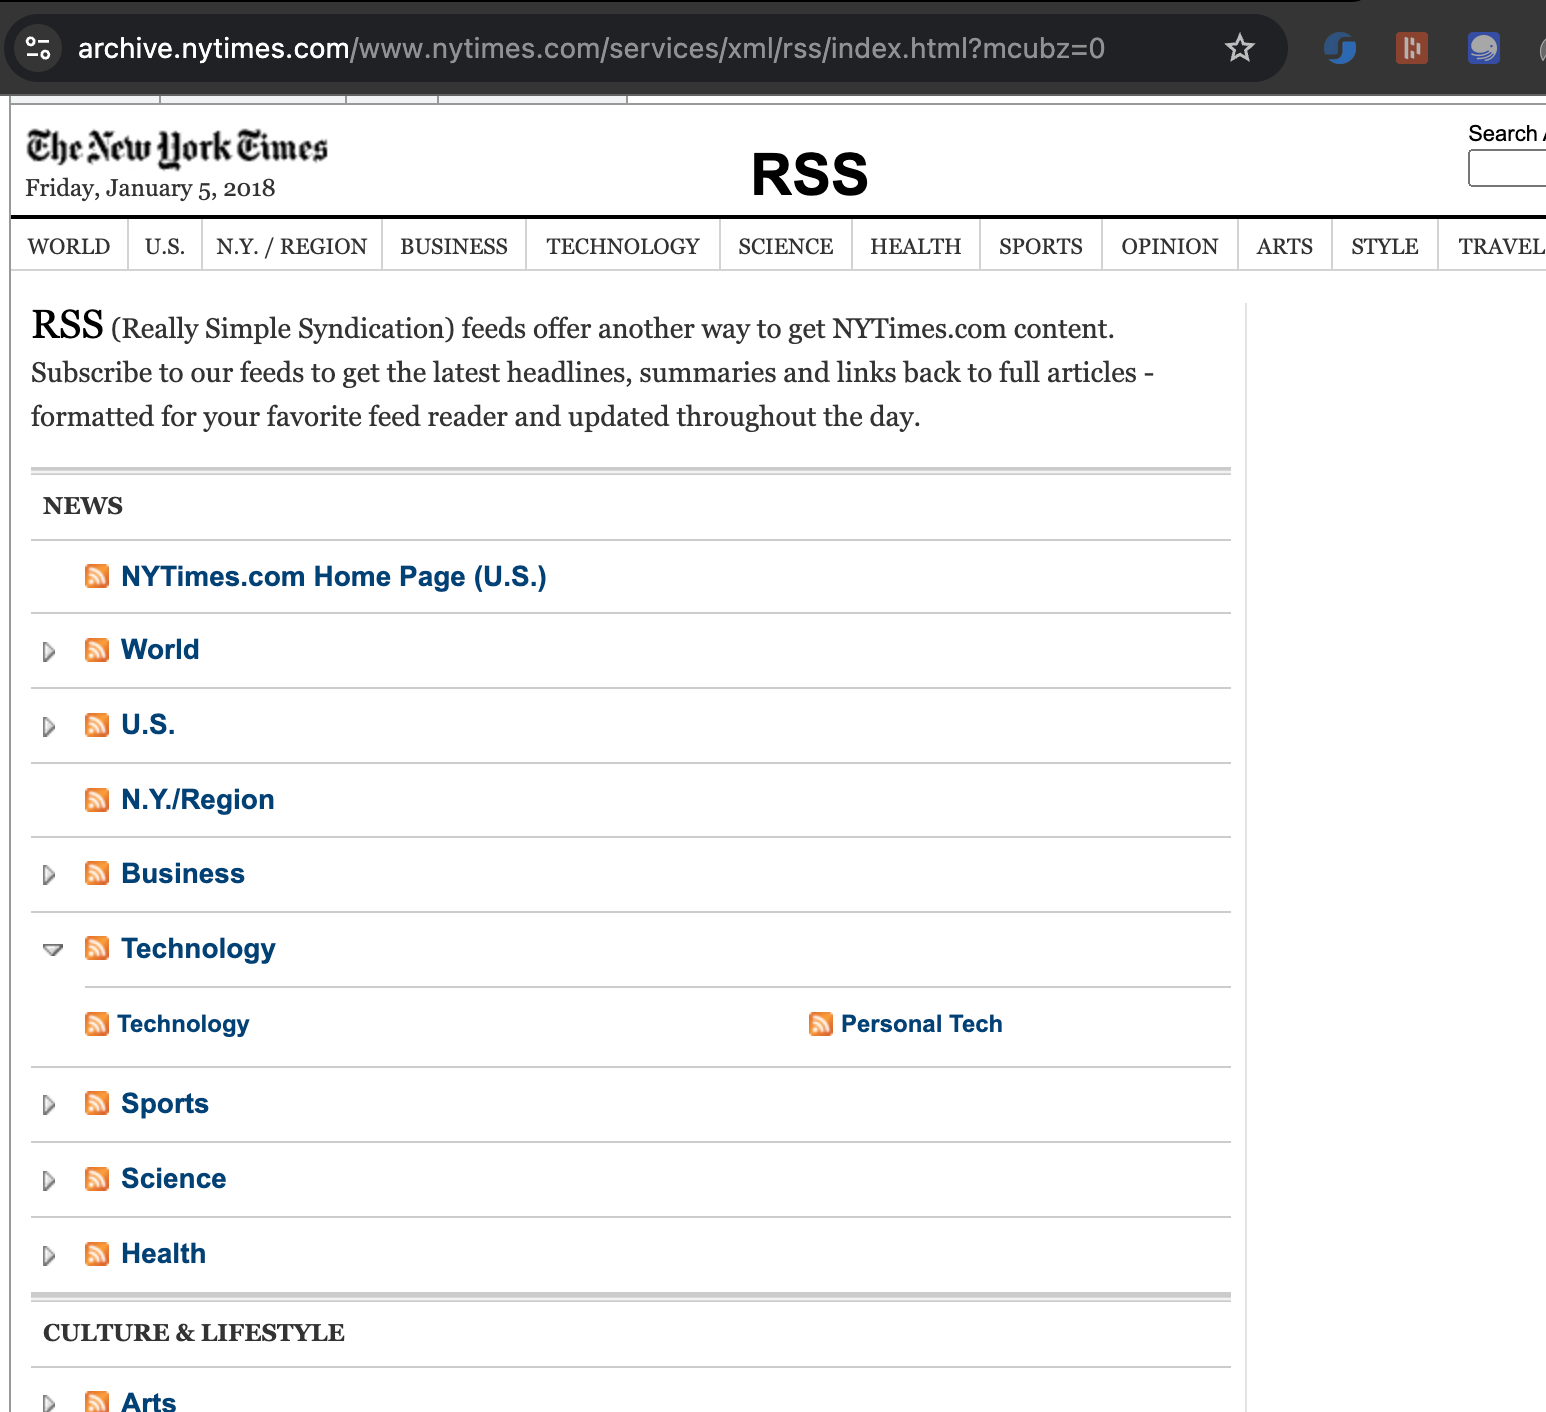 archive.nytimes.com/www.nytimes.com/services/xml/rss/index.html?mcubz=0
The New York Times
Friday, January 5, 2018
RSS
Search
WORLD U.S. N.Y. / REGION BUSINESS TECHNOLOGY SCIENCE HEALTH SPORTS OPINION ARTS STYLE TRAVEL
RSS (Really Simple Syndication) feeds offer another way to get NYTimes.com content.
Subscribe to our feeds to get the latest headlines, summaries and links back to full articles -
formatted for your favorite feed reader and updated throughout the day.
NEWS
NYTimes.com Home Page (U.S.)
World
U.S.
N.Y./Region
Business
Technology
Technology Personal Tech
Sports
Science
Health
CULTURE & LIFESTYLE
Arts